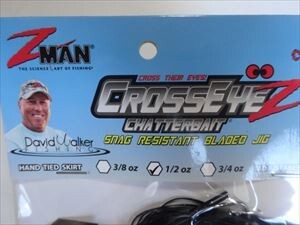 ZMAN
THE SCIENCE & ART OF FISHING
CROSS THEIR EYES!
CROSSEYEZ
CHATTERBAIT
SNAG RESISTANT BLADED JIG
David Walker
FISHING
HAND TIED SKIRT
3/8 oz
1/2 oz
3/4 oz